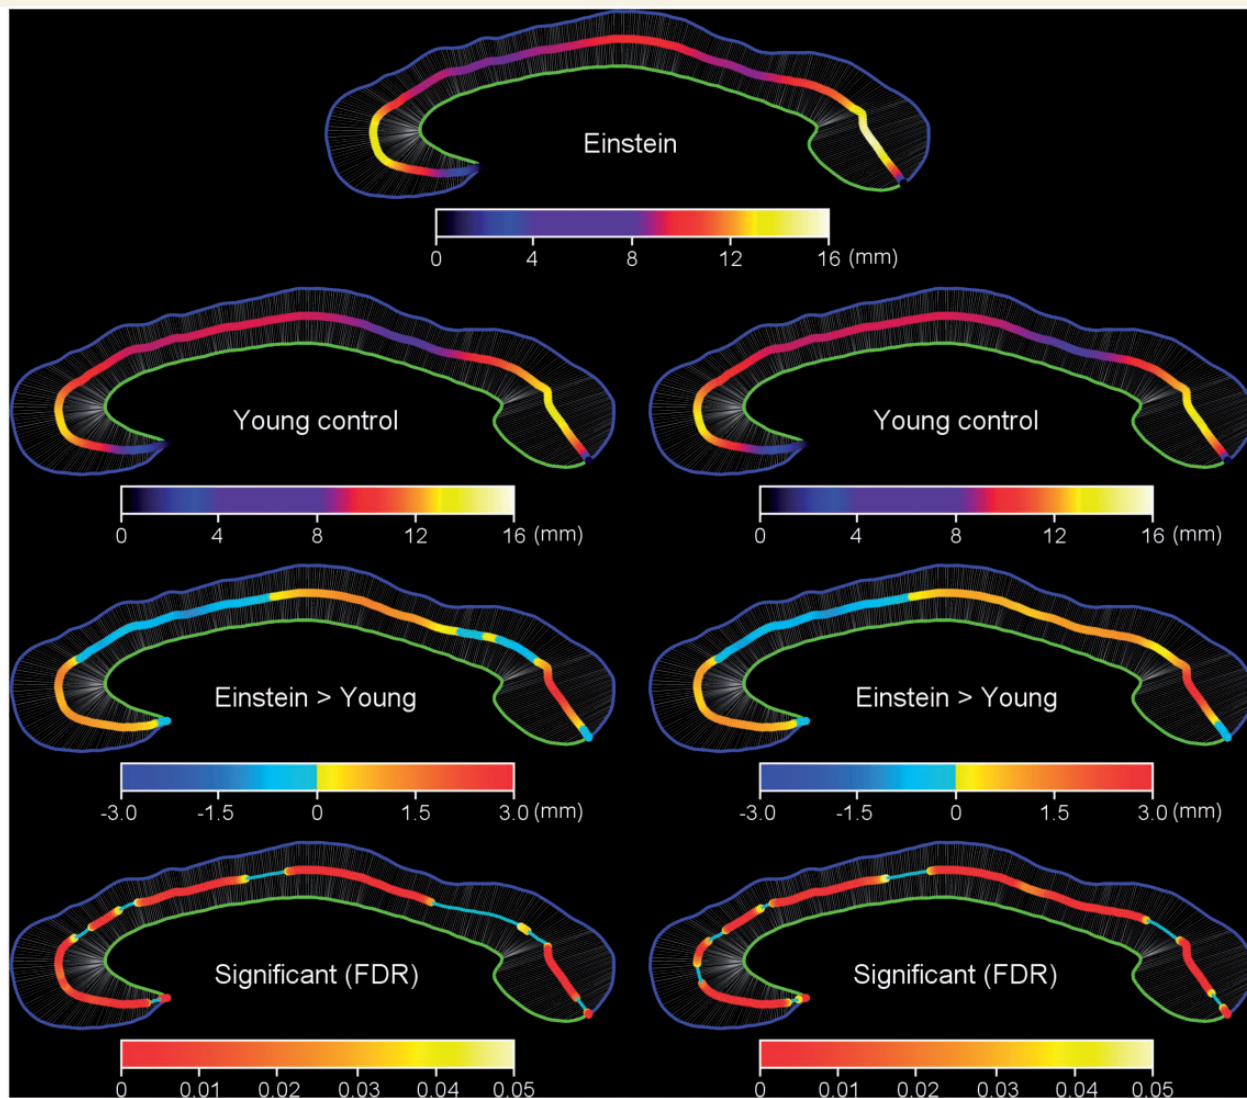 Einstein
0 4 8 12 16 (mm)
Young control
0 4 8 12 16 (mm)
Young control
0 4 8 12 16 (mm)
Einstein > Young
-3.0 -1.5 0 1.5 3.0 (mm)
Einstein > Young
-3.0 -1.5 0 1.5 3.0 (mm)
Significant (FDR)
0 0.01 0.02 0.03 0.04 0.05
Significant (FDR)
0 0.01 0.02 0.03 0.04 0.05